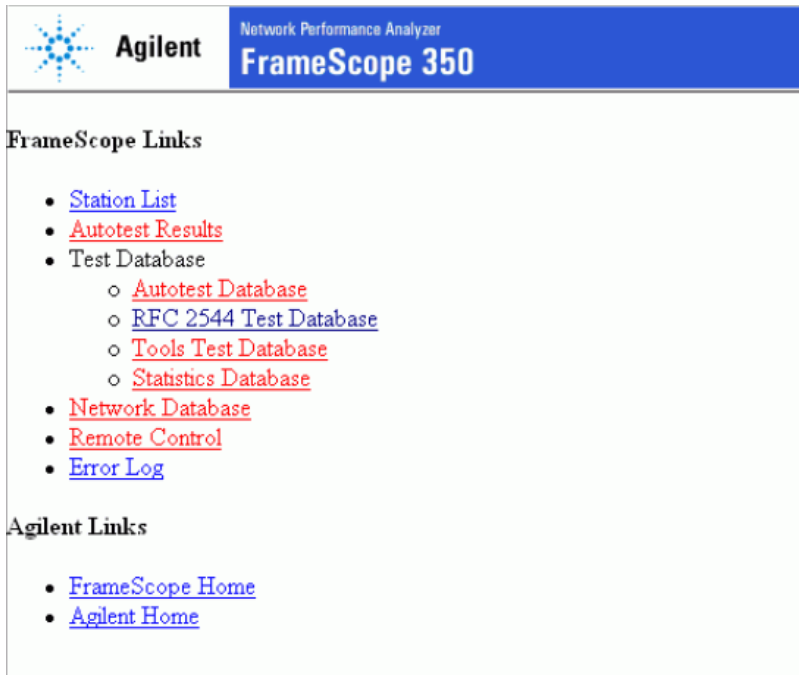 Agilent
Network Performance Analyzer
FrameScope 350
FrameScope Links
Station List
Autotest Results
Test Database
Autotest Database
RFC 2544 Test Database
Tools Test Database
Statistics Database
Network Database
Remote Control
Error Log
Agilent Links
FrameScope Home
Agilent Home